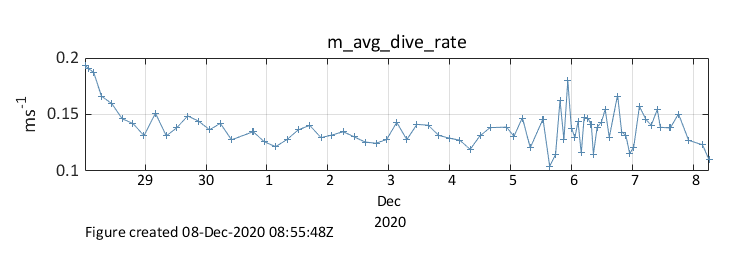 m_avg_dive_rate
0.2
0.15
0.1
ms-1
29 30 1 2 3 4 5 6 7 8
Dec
2020
Figure created 08-Dec-2020 08:55:48Z